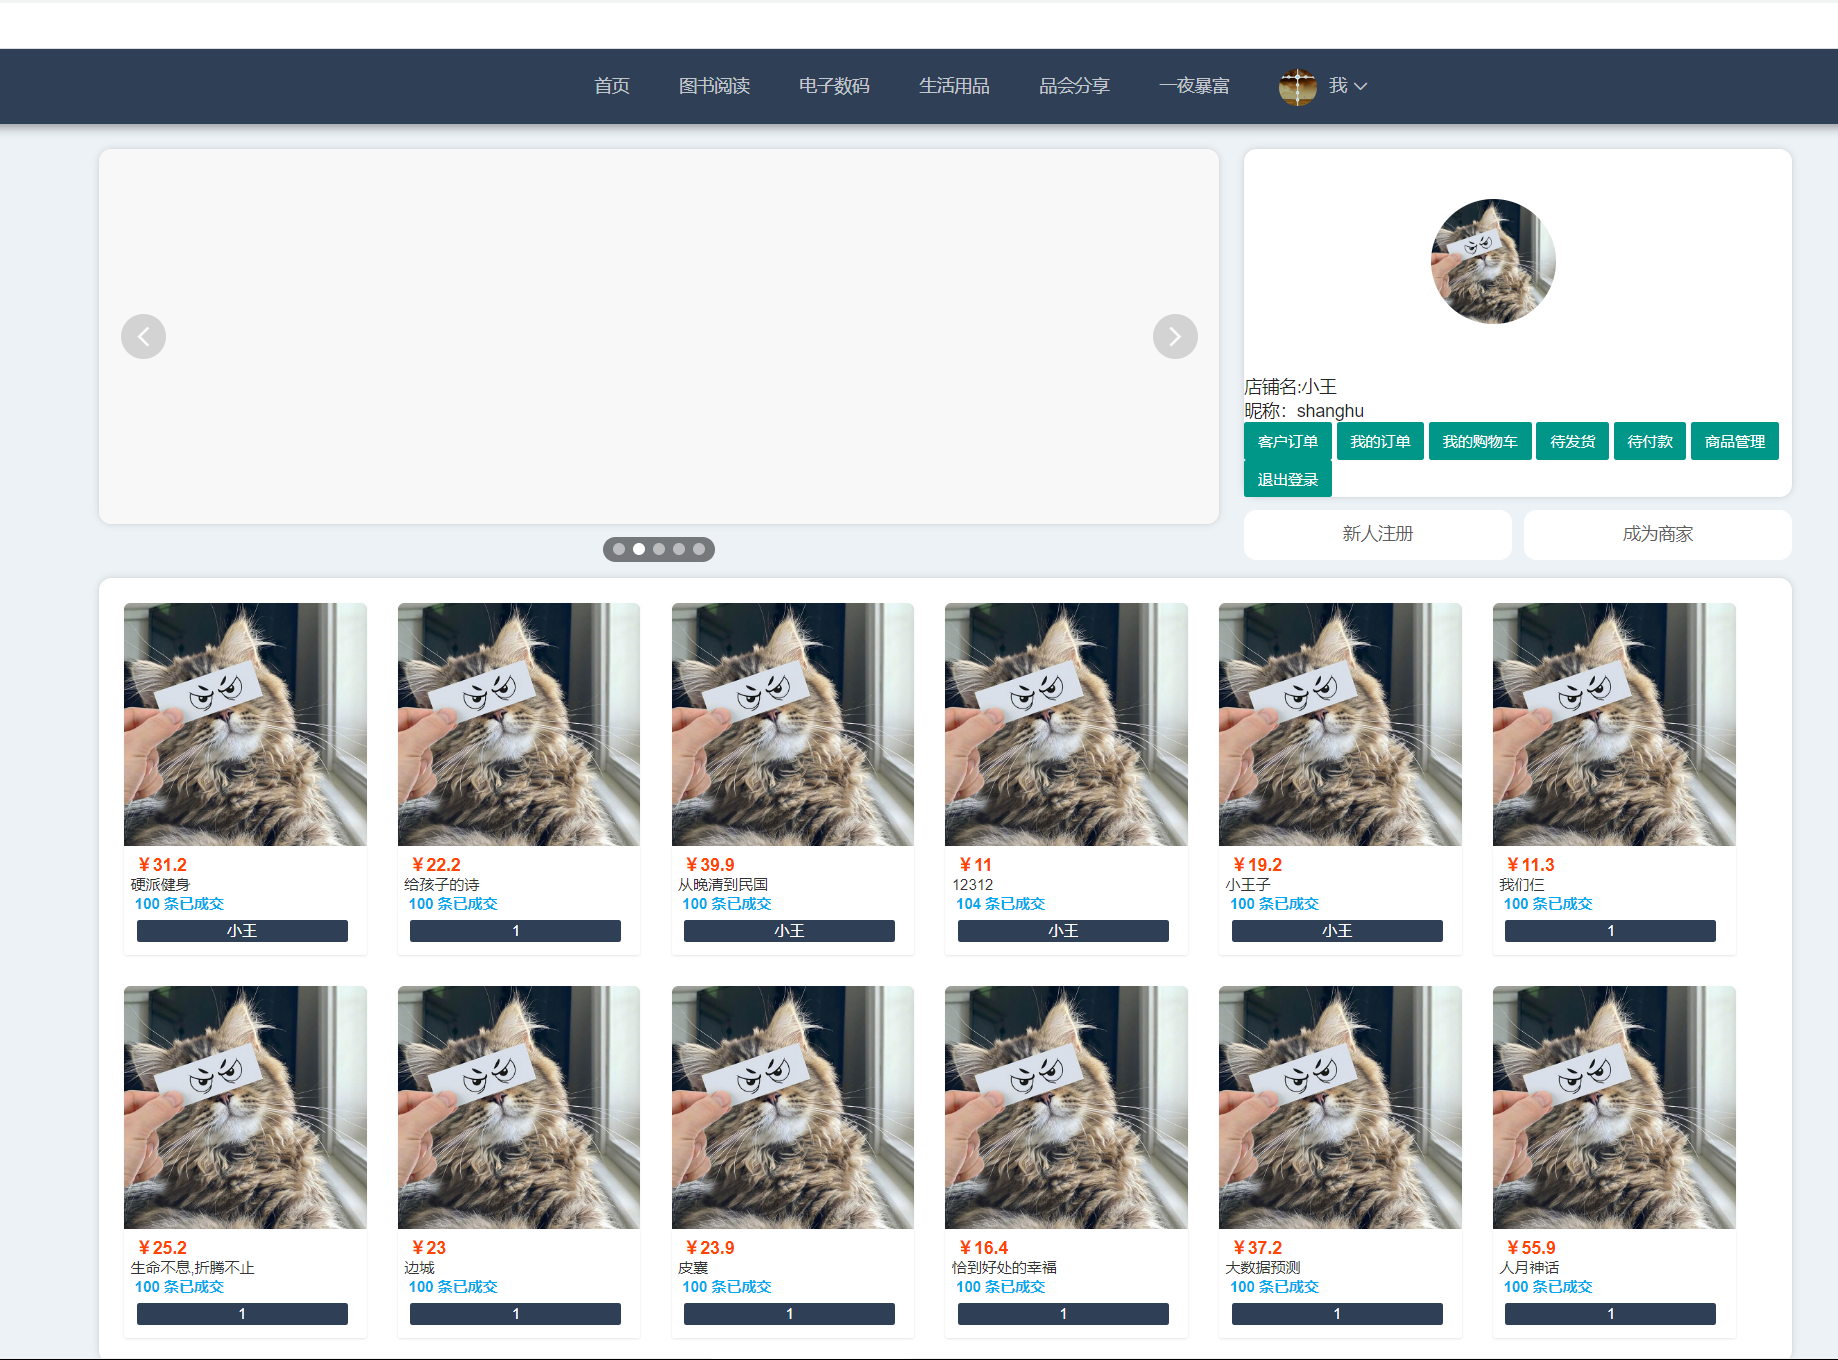 首页 图书阅读 电子数码 生活用品 品会分享 一夜暴富 我
店铺名:小王
昵称：shanghu
客户订单 我的订单 我的购物车 待发货 待付款 商品管理
退出登录
新人注册 成为商家
￥31.2 ￥22.2 ￥39.9 ￥11 ￥19.2 ￥11.3
硬派健身 给孩子的诗 从晚清到民国 12312 小王子 我们仨
100 条已成交 100 条已成交 100 条已成交 104 条已成交 100 条已成交 100 条已成交
小王 1 小王 小王 小王 1
￥25.2 ￥23 ￥23.9 ￥16.4 ￥37.2 ￥55.9
生命不息,折腾不止 边城 皮囊 恰到好处的幸福 大数据预测 人月神话
100 条已成交 100 条已成交 100 条已成交 100 条已成交 100 条已成交 100 条已成交
1 1 1 1 1 1